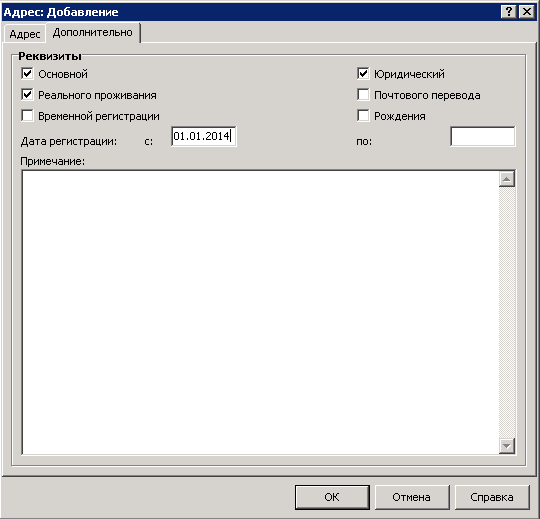 Адрес: Добавление
Адрес Дополнительно
Реквизиты
Основной Юридический
Реального проживания Почтового перевода
Временной регистрации Рождения
Дата регистрации: с: 01.01.2014 по:
Примечание:
OK Отмена Справка